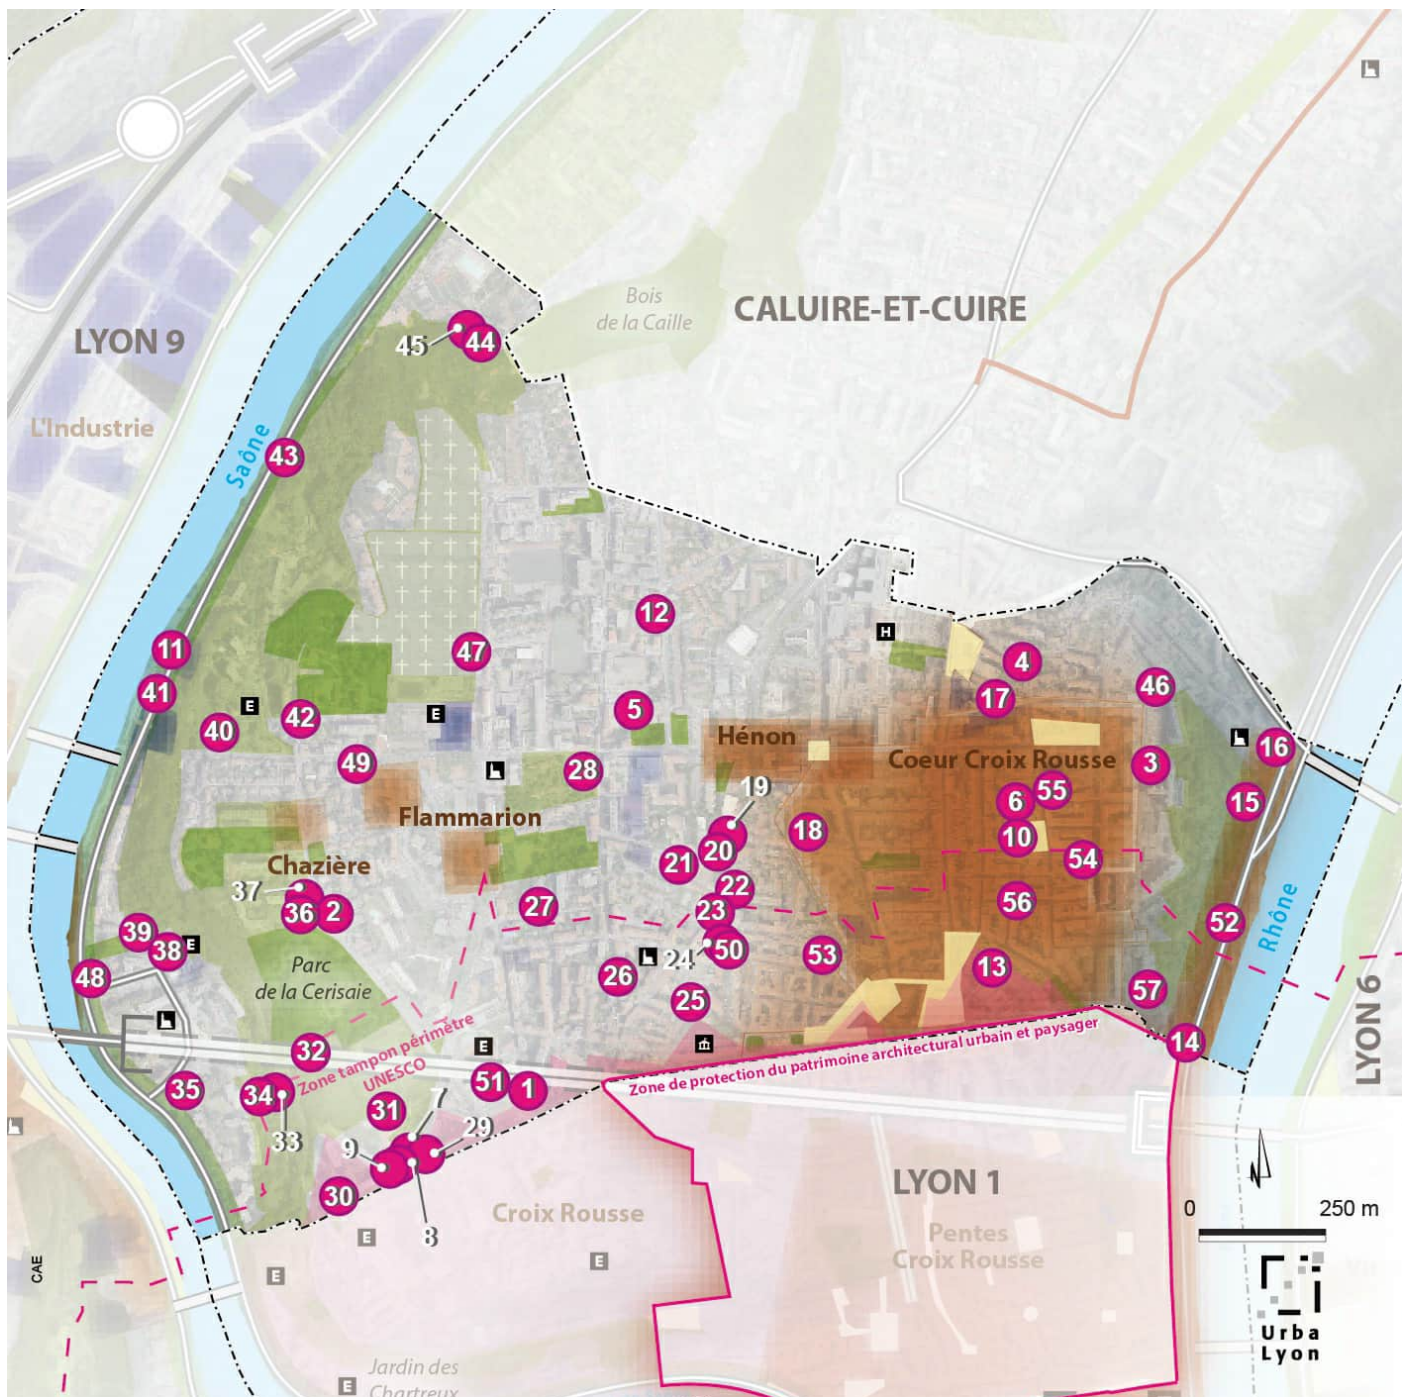 Bois
de la Caille
CALUIRE-ET-CUIRE
LYON 9
45
44
L'Industrie
Saône
43
12
H
11
47
4
41
E
42
E
5
17
46
40
Hénon
16
49
28
Coeur Croix Rousse
3
19
6
55
15
Flammarion
18
10
20
21
54
Chazière
37
22
36
2
27
23
56
39
38
E
52
Rhône
24
50
53
Parc
de la Cerisaie
48
26
13
25
57
LYON 6
32
Zone tampon périmètre
UNESCO
E
Zone de protection du patrimoine architectural urbain et paysager
14
35
34
33
51
1
31
7
29
9
8
30
LYON 1
Croix Rousse
Pentes
Croix Rousse
0
250 m
E
E
E
CAE
Urba
Lyon
Jardin des
Chartreux
E